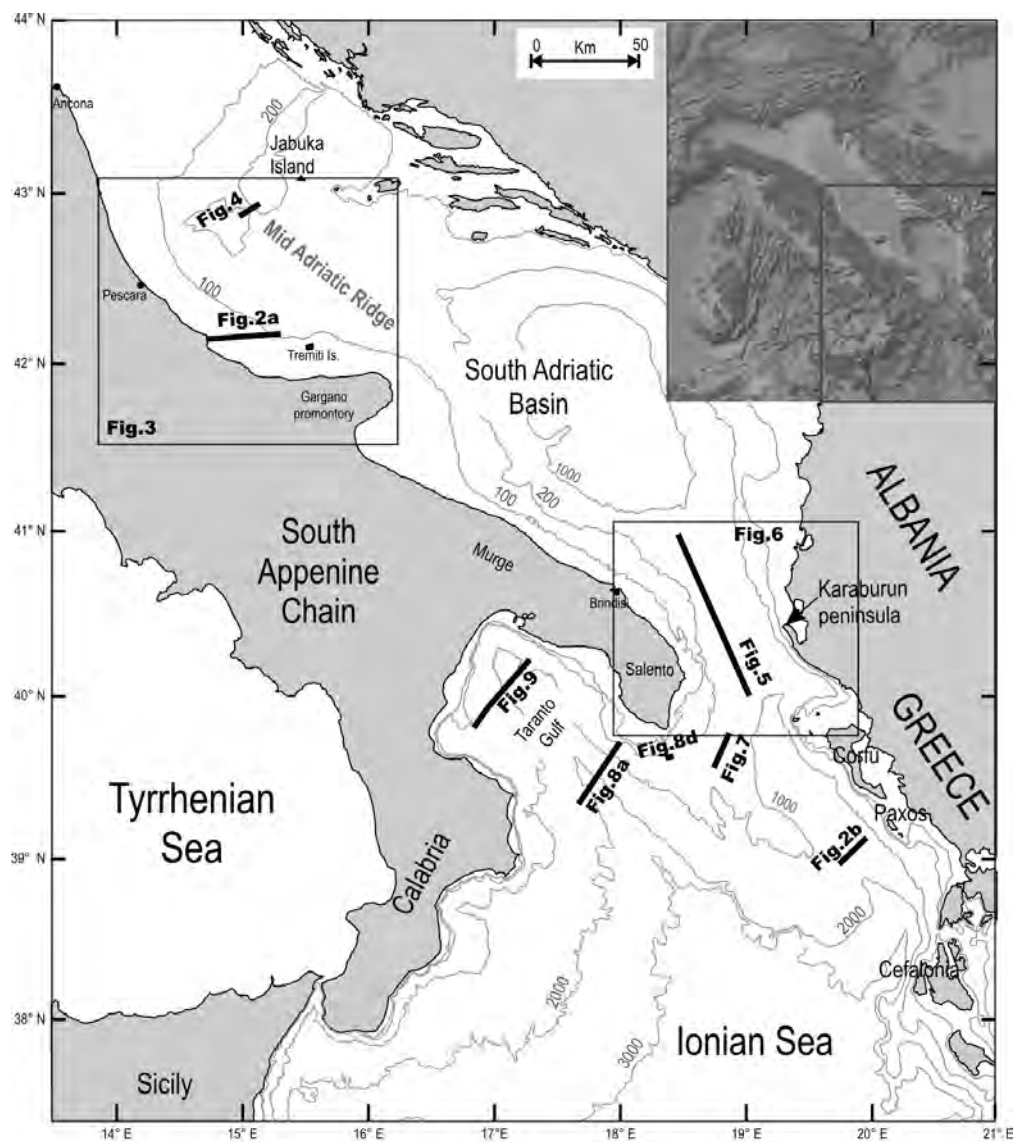 44° N
0 Km 50
Ancona
200
Jabuka
Island
43° N
Fig.4
Mid Adriatic Ridge
Pescara
100
Fig.2a
Tremiti Is.
42° N
South Adriatic
Basin
Gargano
promontory
Fig.3
1000
200
100
ALBANIA
41° N
Fig.6
South
Appenine
Chain
Murge
Karaburun
peninsula
Brindisi
Salento
Fig.5
40° N
Fig.9
Taranto
Gulf
GREECE
Fig.8d
Fig.7
Corfu
Fig.8a
Tyrrhenian
Sea
1000
Paxos
Fig.2b
39° N
Calabria
2000
Cefalonia
2000
38° N
3000
Ionian Sea
Sicily
14° E
15° E
16° E
17°E
18° E
19° E
20° E
21° E